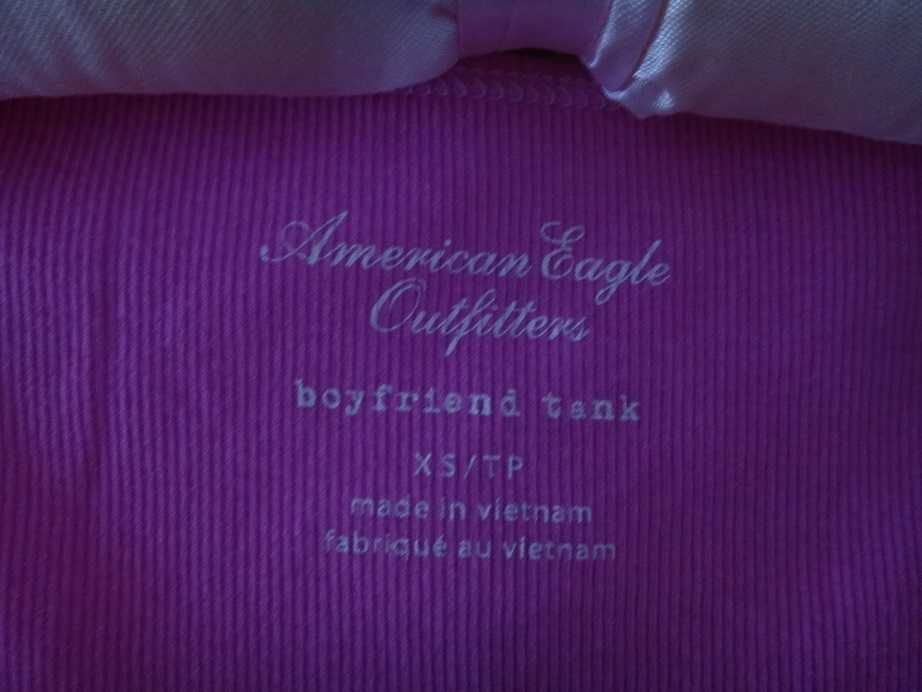 American Eagle
Outfitters
boyfriend tank
XS/TP
made in vietnam
fabriqué au vietnam